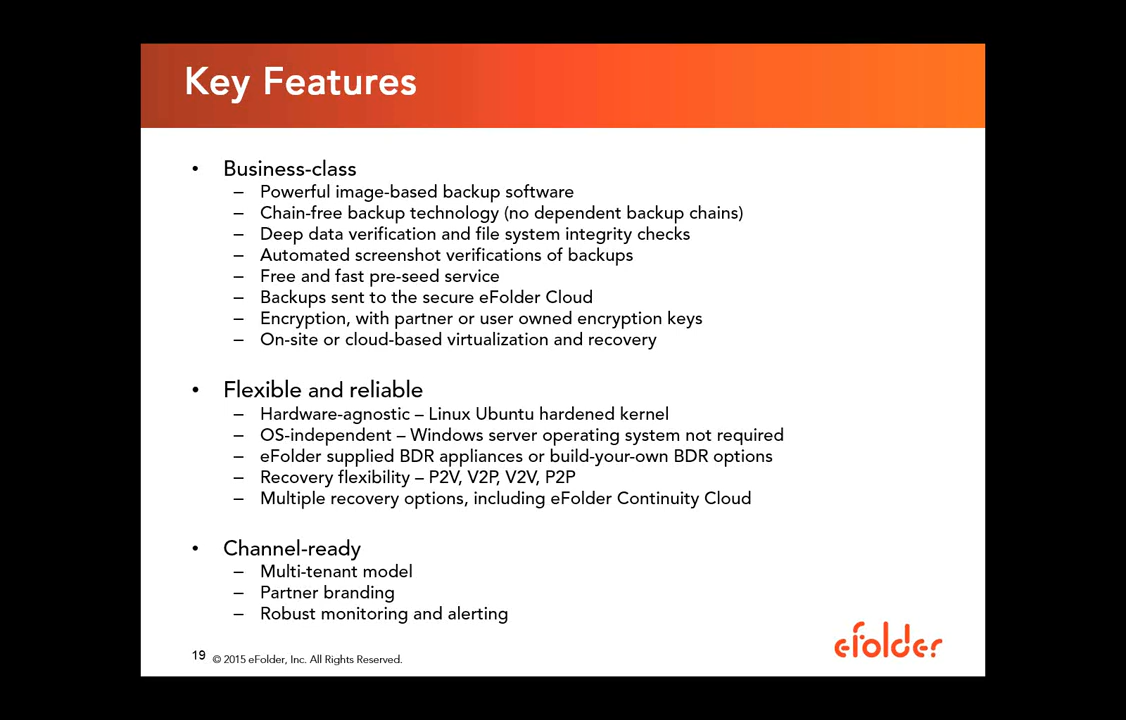 Key Features
• Business-class
– Powerful image-based backup software
– Chain-free backup technology (no dependent backup chains)
– Deep data verification and file system integrity checks
– Automated screenshot verifications of backups
– Free and fast pre-seed service
– Backups sent to the secure eFolder Cloud
– Encryption, with partner or user owned encryption keys
– On-site or cloud-based virtualization and recovery
• Flexible and reliable
– Hardware-agnostic – Linux Ubuntu hardened kernel
– OS-independent – Windows server operating system not required
– eFolder supplied BDR appliances or build-your-own BDR options
– Recovery flexibility – P2V, V2P, V2V, P2P
– Multiple recovery options, including eFolder Continuity Cloud
• Channel-ready
– Multi-tenant model
– Partner branding
– Robust monitoring and alerting
efolder
19 © 2015 eFolder, Inc. All Rights Reserved.